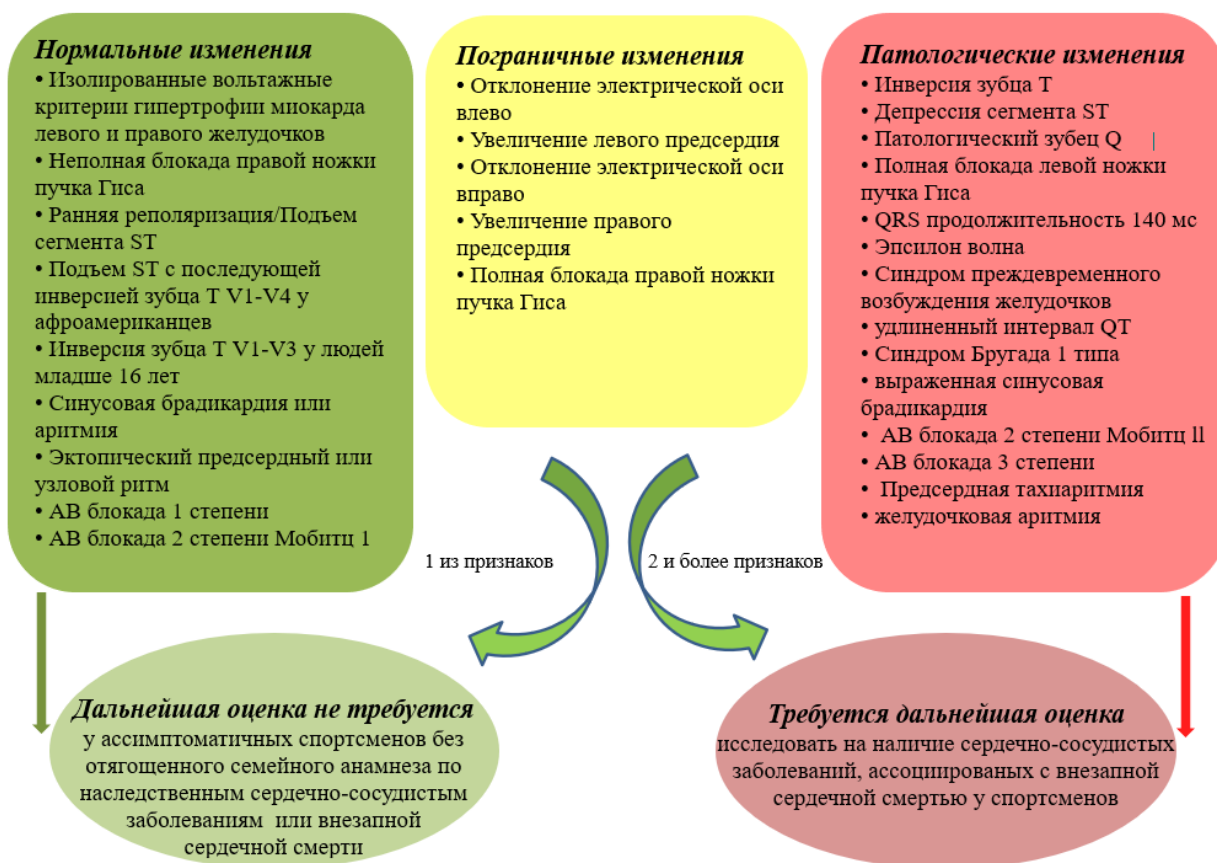 Нормальные изменения
• Изолированные вольтажные
критерии гипертрофии миокарда
левого и правого желудочков
• Неполная блокада правой ножки
пучка Гиса
• Ранняя реполяризация/Подъем
сегмента ST
• Подъем ST с последующей
инверсией зубца Т V1-V4 у
афроамериканцев
• Инверсия зубца Т V1-V3 у людей
младше 16 лет
• Синусовая брадикардия или
аритмия
• Эктопический предсердный или
узловой ритм
• АВ блокада 1 степени
• АВ блокада 2 степени Мобитц 1
Пограничные изменения
• Отклонение электрической оси
влево
• Увеличение левого предсердия
• Отклонение электрической оси
вправо
• Увеличение правого
предсердия
• Полная блокада правой ножки
пучка Гиса
Патологические изменения
• Инверсия зубца Т
• Депрессия сегмента ST
• Патологический зубец Q |
• Полная блокада левой ножки
пучка Гиса
• QRS продолжительность 140 мс
• Эпсилон волна
• Синдром преждевременного
возбуждения желудочков
• удлиненный интервал QT
• Синдром Бругада 1 типа
• выраженная синусовая
брадикардия
• АВ блокада 2 степени Мобитц ll
• АВ блокада 3 степени
• Предсердная тахиаритмия
• желудочковая аритмия
1 из признаков
2 и более признаков
Дальнейшая оценка не требуется
у ассимптоматичных спортсменов без
отягощенного семейного анамнеза по
наследственным сердечно-сосудистым
заболеваниям или внезапной
сердечной смерти
Требуется дальнейшая оценка
исследовать на наличие сердечно-сосудистых
заболеваний, ассоциированых с внезапной
сердечной смертью у спортсменов